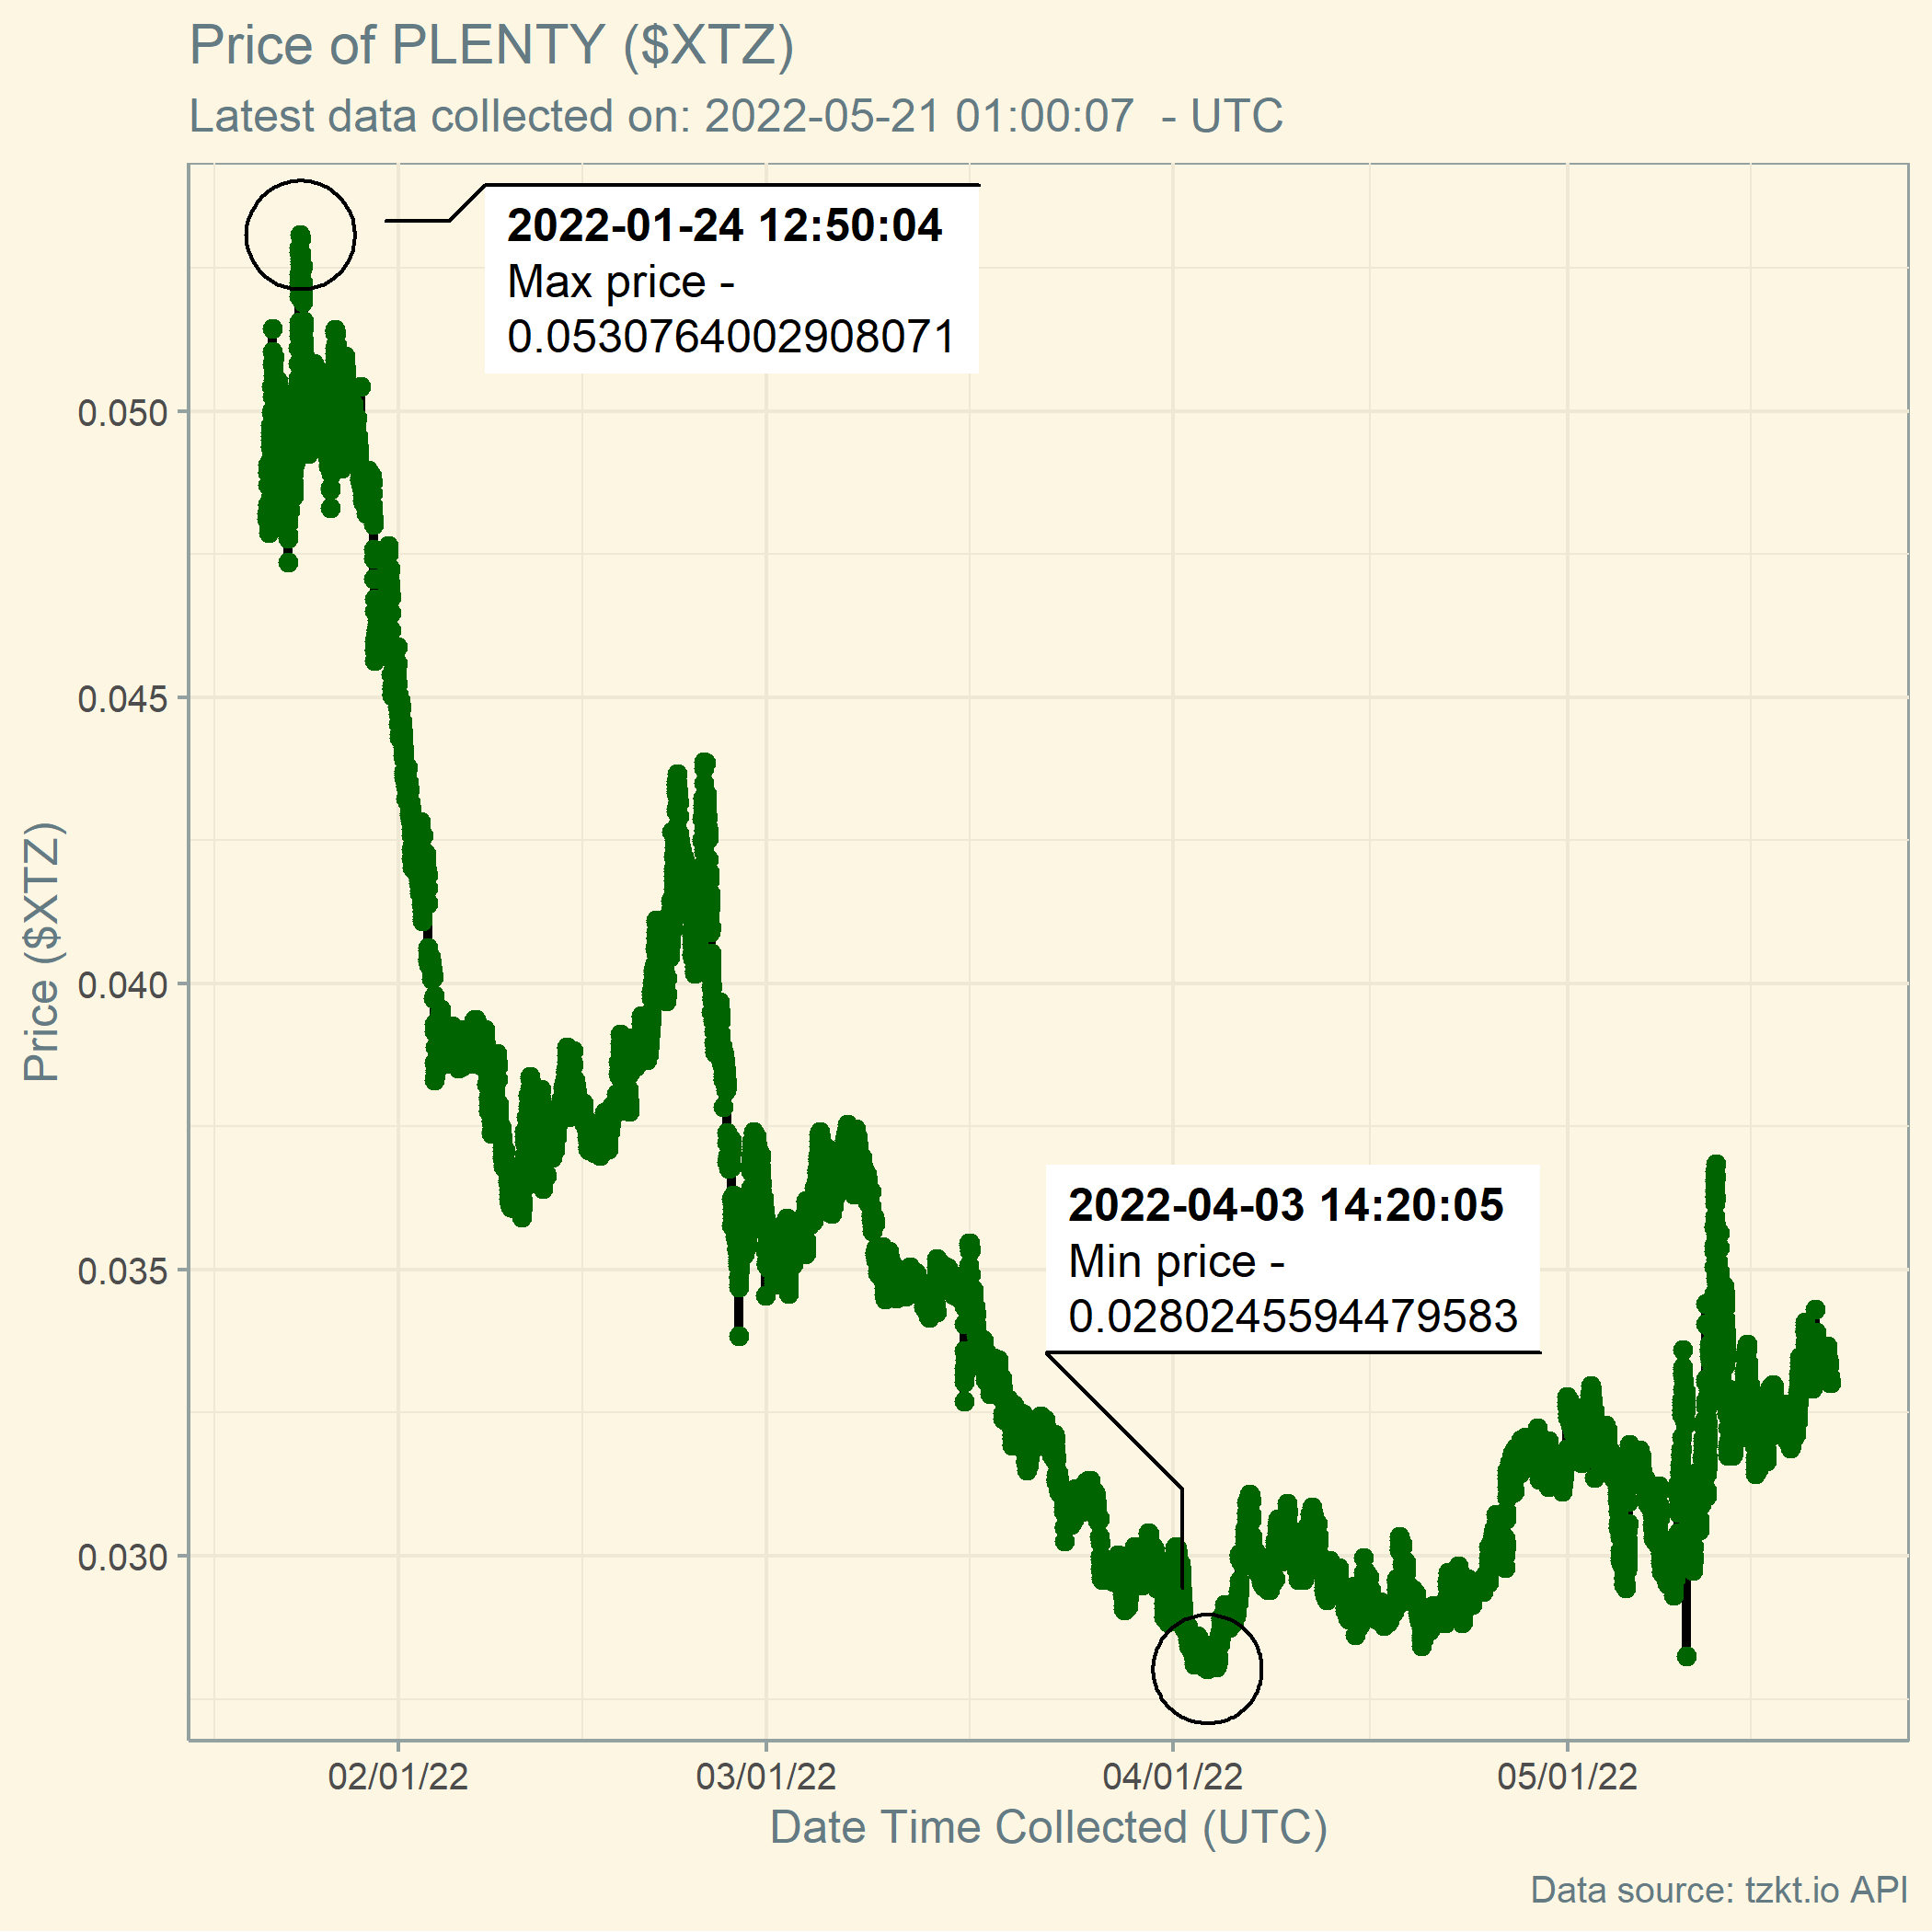 Price of PLENTY ($XTZ)
Latest data collected on: 2022-05-21 01:00:07  - UTC
2022-01-24 12:50:04
Max price -
0.0530764002908071
2022-04-03 14:20:05
Min price -
0.0280245594479583
0.050
0.045
0.040
0.035
0.030
Price ($XTZ)
02/01/22
03/01/22
04/01/22
05/01/22
Date Time Collected (UTC)
Data source: tzkt.io API